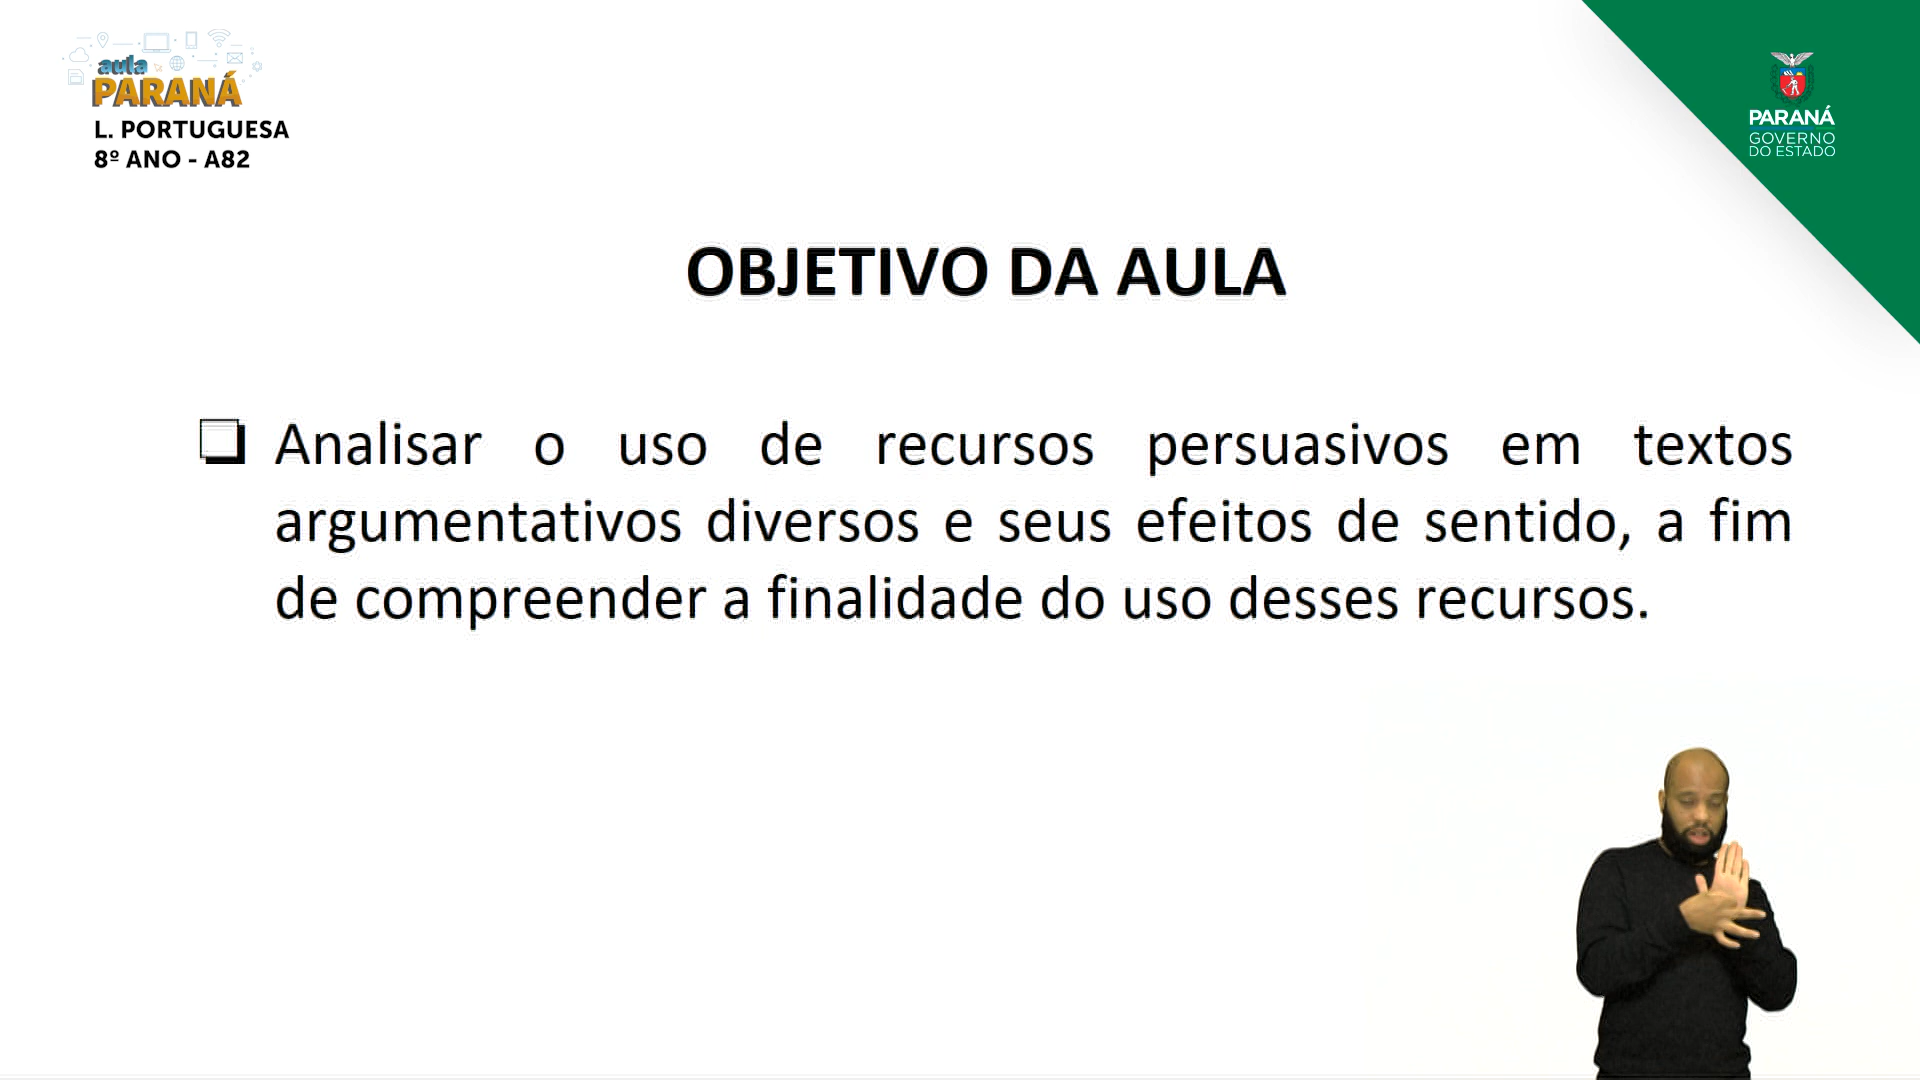 aula
PARANÁ
L. PORTUGUESA
8º ANO - A82
PARANÁ
GOVERNO
DO ESTADO
OBJETIVO DA AULA
Analisar o uso de recursos persuasivos em textos
argumentativos diversos e seus efeitos de sentido, a fim
de compreender a finalidade do uso desses recursos.